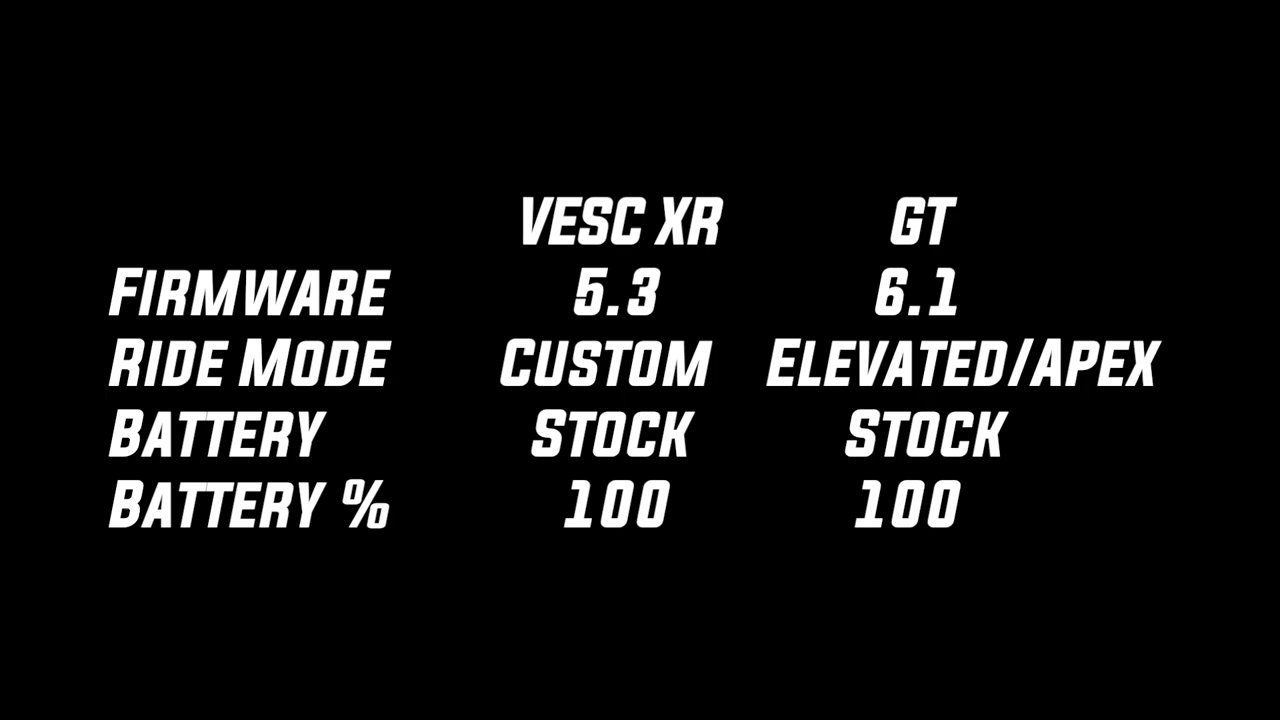 VESC XR GT
FIRMWARE 5.3 6.1
RIDE MODE CUSTOM ELEVATED/APEX
BATTERY STOCK STOCK
BATTERY % 100 100